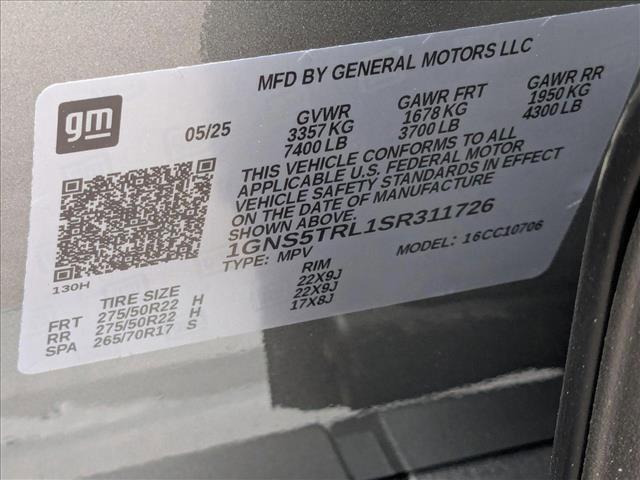 MFD BY GENERAL MOTORS LLC
gm
05/25
GVWR
3357 KG
7400 LB
GAWR FRT
1678 KG
3700 LB
GAWR RR
1950 KG
4300 LB
THIS VEHICLE CONFORMS TO ALL
APPLICABLE U.S. FEDERAL MOTOR
VEHICLE SAFETY STANDARDS IN EFFECT
ON THE DATE OF MANUFACTURE
SHOWN ABOVE.
1GNS5TRL1SR311726
TYPE: MPV
MODEL: 16CC10706
130H
TIRE SIZE
RIM
FRT 275/50R22 H 22X9J
RR 275/50R22 H 22X9J
SPA 265/70R17 S 17X8J